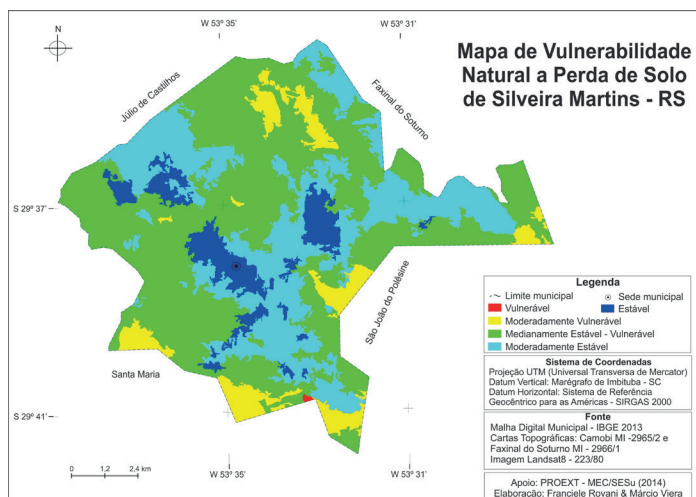 W 53º 35'
W 53º 31'
N
Mapa de Vulnerabilidade
Natural a Perda de Solo
de Silveira Martins - RS
Júlio de Castilhos
Faxinal do Soturno
S 29º 37'
São João do Polêsine
Santa Maria
S 29º 41'
W 53º 35'
W 53º 31'
0 1,2 2,4 km
Legenda
Limite municipal
Sede municipal
Vulnerável
Estável
Moderadamente Vulnerável
Medianamente Estável - Vulnerável
Moderadamente Estável
Sistema de Coordenadas
Projeção UTM (Universal Transversa de Mercator)
Datum Vertical: Marégrafo de Imbituba - SC
Datum Horizontal: Sistema de Referência
Geocêntrico para as Américas - SIRGAS 2000
Fonte
Malha Digital Municipal - IBGE 2013
Cartas Topográficas: Camobi MI -2965/2 e
Faxinal do Soturno MI - 2966/1
Imagem Landsat8 - 223/80
Apoio: PROEXT - MEC/SESu (2014)
Elaboração: Franciele Rovani & Márcio Viera